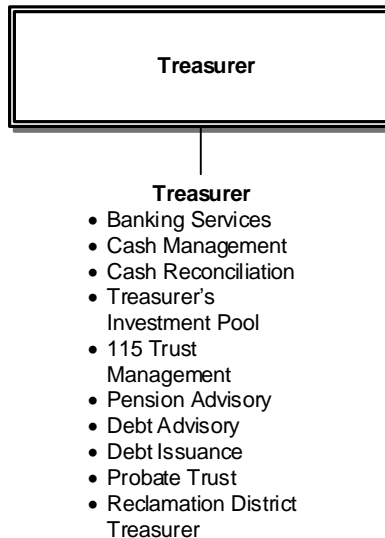 Treasurer
Treasurer
• Banking Services
• Cash Management
• Cash Reconciliation
• Treasurer’s
Investment Pool
• 115 Trust
Management
• Pension Advisory
• Debt Advisory
• Debt Issuance
• Probate Trust
• Reclamation District
Treasurer